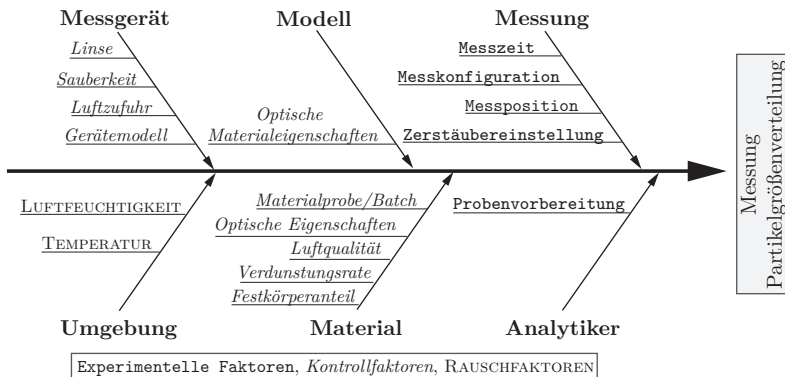 Messgerät
Modell
Messung
Linse
Sauberkeit
Luftzufuhr
Gerätemodell
Optische
Materialeigenschaften
Messzeit
Messkonfiguration
Messposition
Zerstäubereinstellung
Messung
Partikelgrößenverteilung
LUFTFEUCHTIGKEIT
TEMPERATUR
Materialprobe/Batch
Optische Eigenschaften
Luftqualität
Verdunstungsrate
Festkörperanteil
Probenvorbereitung
Umgebung
Material
Analytiker
Experimentelle Faktoren, Kontrollfaktoren, RAUSCHFAKTOREN